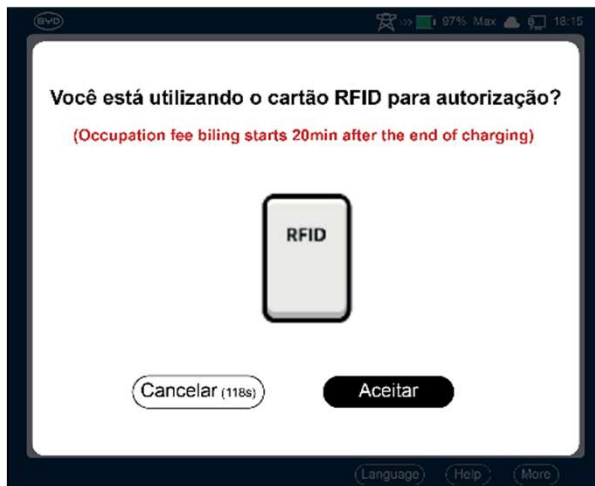 BYD
97% Max 18:15
Você está utilizando o cartão RFID para autorização?
(Occupation fee biling starts 20min after the end of charging)
RFID
Cancelar (118s)
Aceitar
Language Help More